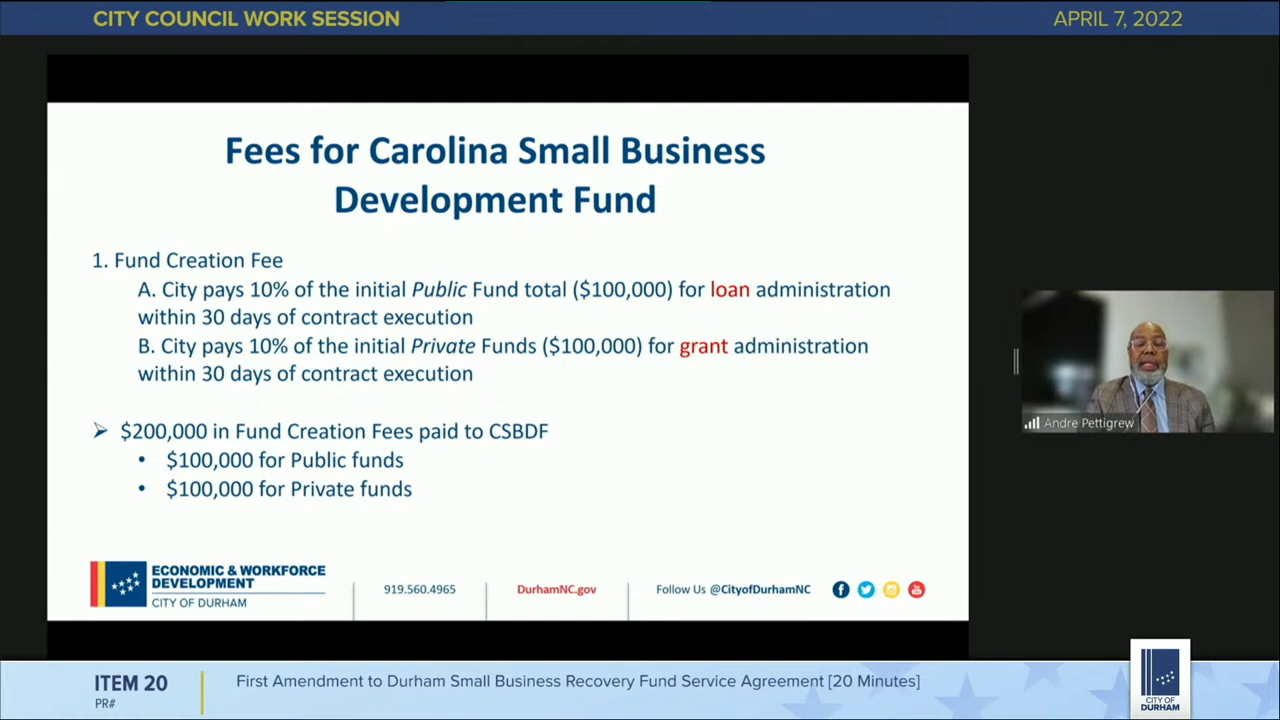 CITY COUNCIL WORK SESSION
APRIL 7, 2022
Fees for Carolina Small Business
Development Fund
1. Fund Creation Fee
A. City pays 10% of the initial Public Fund total ($100,000) for loan administration
within 30 days of contract execution
B. City pays 10% of the initial Private Funds ($100,000) for grant administration
within 30 days of contract execution
➢ $200,000 in Fund Creation Fees paid to CSBDF
• $100,000 for Public funds
• $100,000 for Private funds
ECONOMIC & WORKFORCE
DEVELOPMENT
CITY OF DURHAM
919.560.4965
DurhamNC.gov
Follow Us @CityofDurhamNC
Andre Pettigrew
ITEM 20
PR#
First Amendment to Durham Small Business Recovery Fund Service Agreement [20 Minutes]
CITY OF
DURHAM